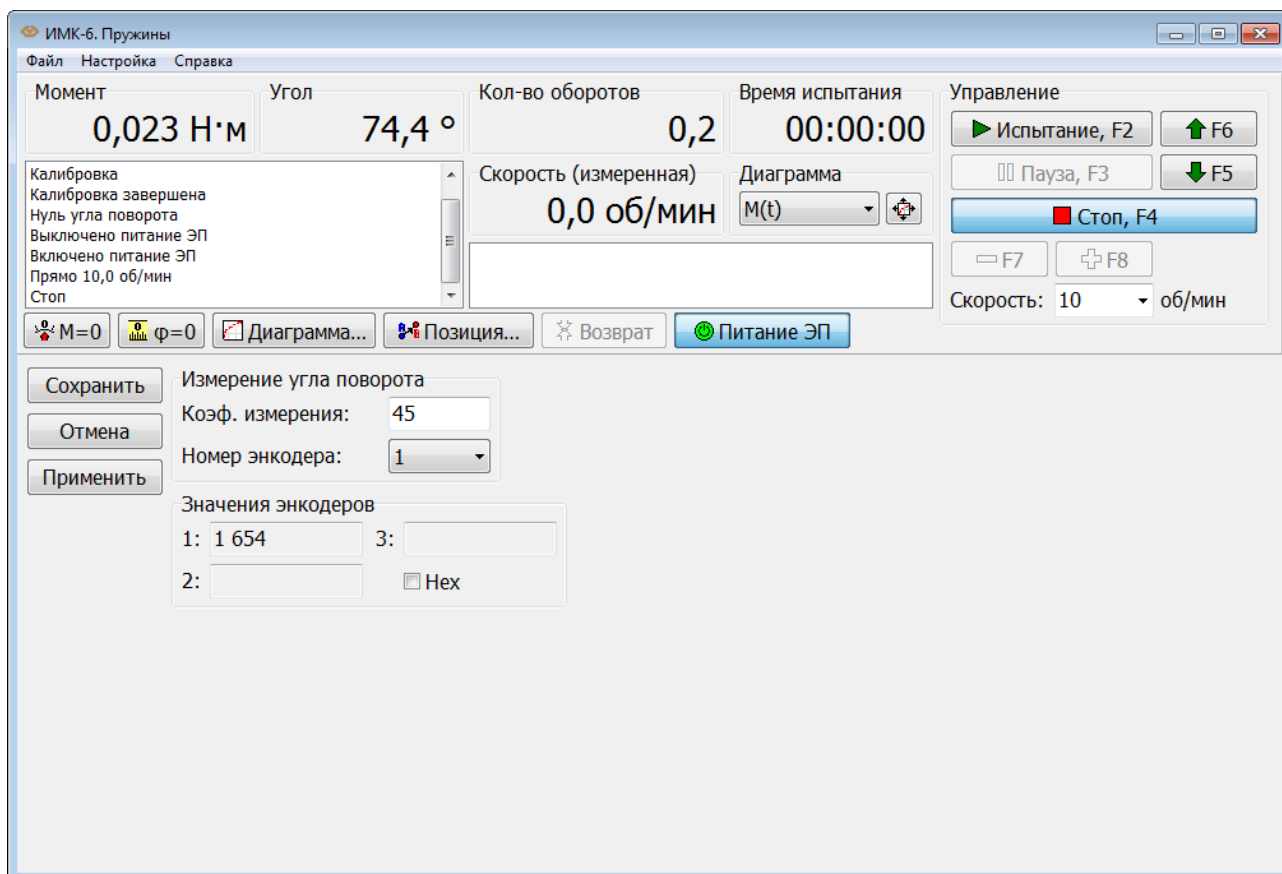 ИМК-6. Пружины
Файл Настройка Справка
Момент Угол Кол-во оборотов Время испытания Управление
0,023 Н·м 74,4 ° 0,2 00:00:00
Испытание, F2 F6
Калибровка
Калибровка завершена
Нуль угла поворота
Выключено питание ЭП
Включено питание ЭП
Прямо 10,0 об/мин
Стоп
Скорость (измеренная) Диаграмма
0,0 об/мин M(t)
Пауза, F3 F5
Стоп, F4
F7 F8
Скорость: 10 об/мин
M=0 φ=0 Диаграмма... Позиция... Возврат Питание ЭП
Сохранить
Отмена
Применить
Измерение угла поворота
Коэф. измерения: 45
Номер энкодера: 1
Значения энкодеров
1: 1 654 3:
2: Hex